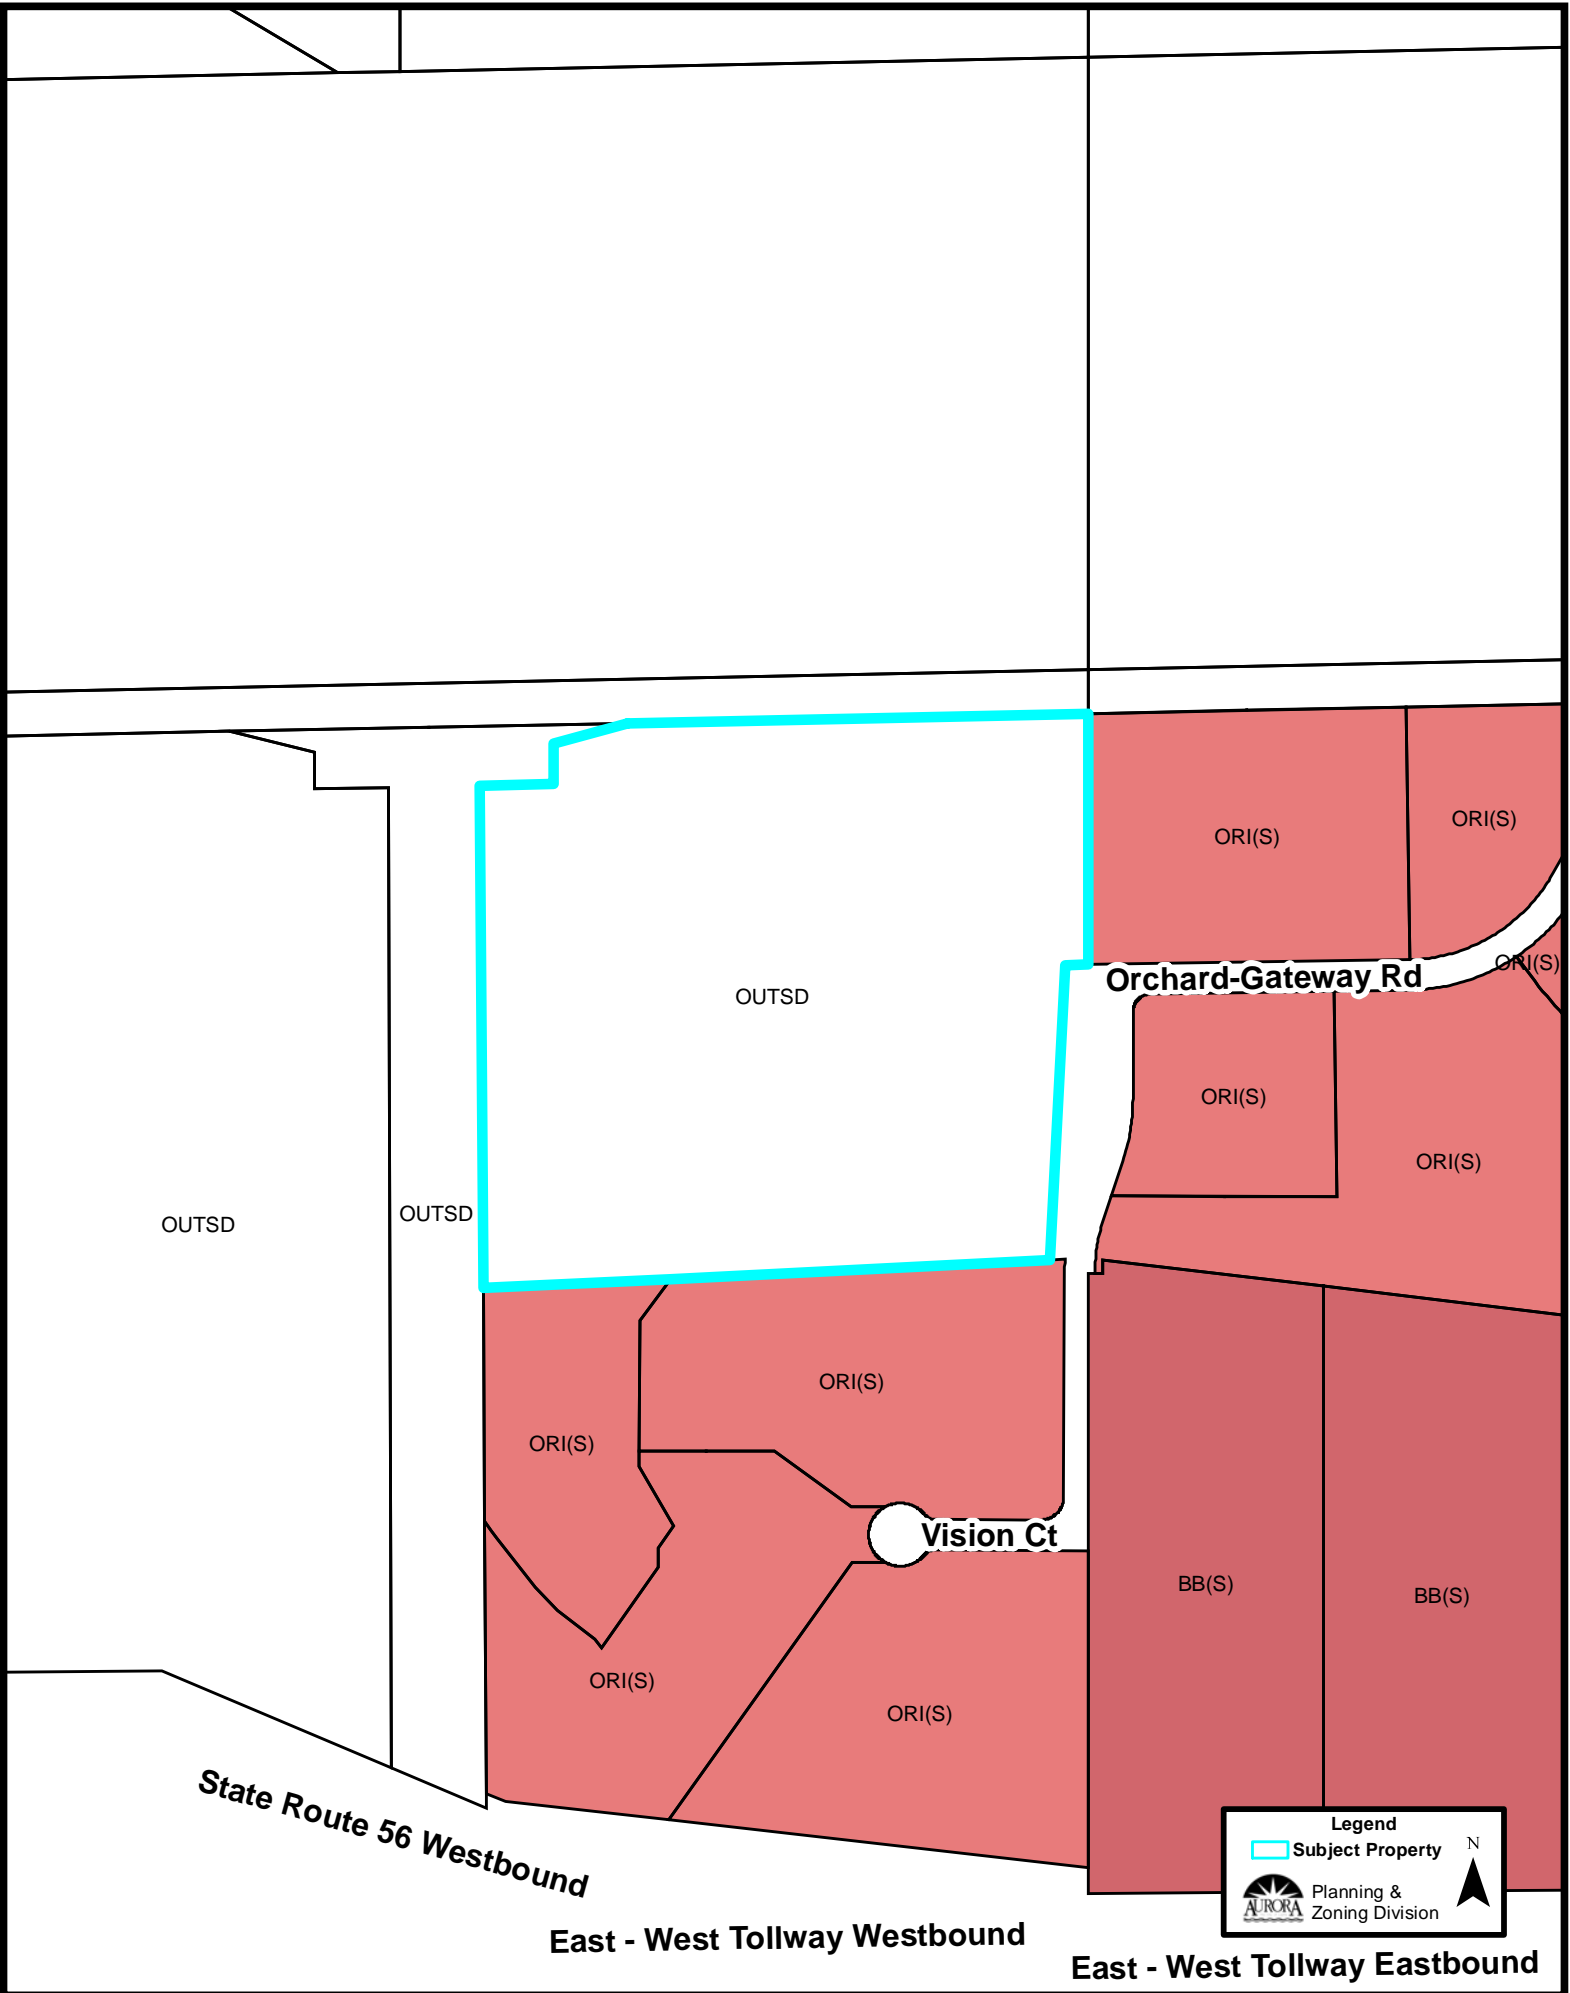 ORI(S)
ORI(S)
ORI(S)
Orchard-Gateway Rd
OUTSD
ORI(S)
ORI(S)
OUTSD
OUTSD
ORI(S)
ORI(S)
Vision Ct
BB(S)
BB(S)
ORI(S)
ORI(S)
State Route 56 Westbound
East - West Tollway Westbound
East - West Tollway Eastbound
Legend
Subject Property
N
AURORA
Planning &
Zoning Division